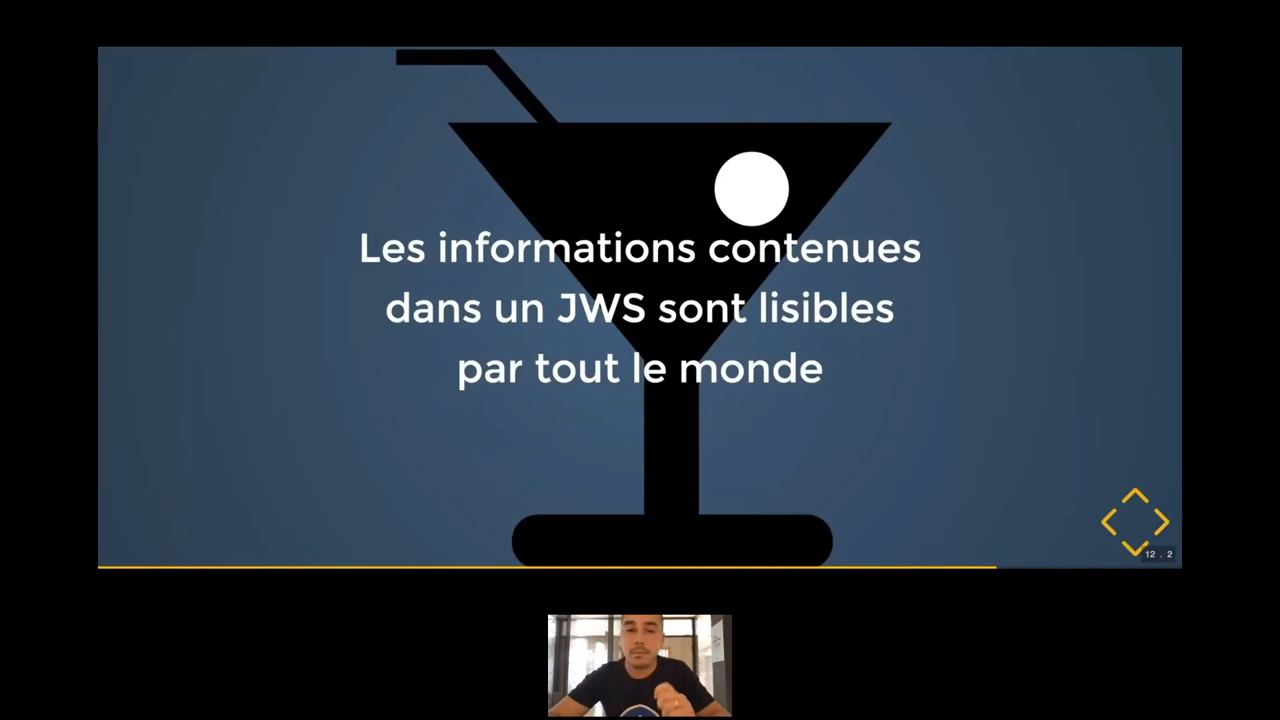 Les informations contenues
dans un JWS sont lisibles
par tout le monde
12 . 2